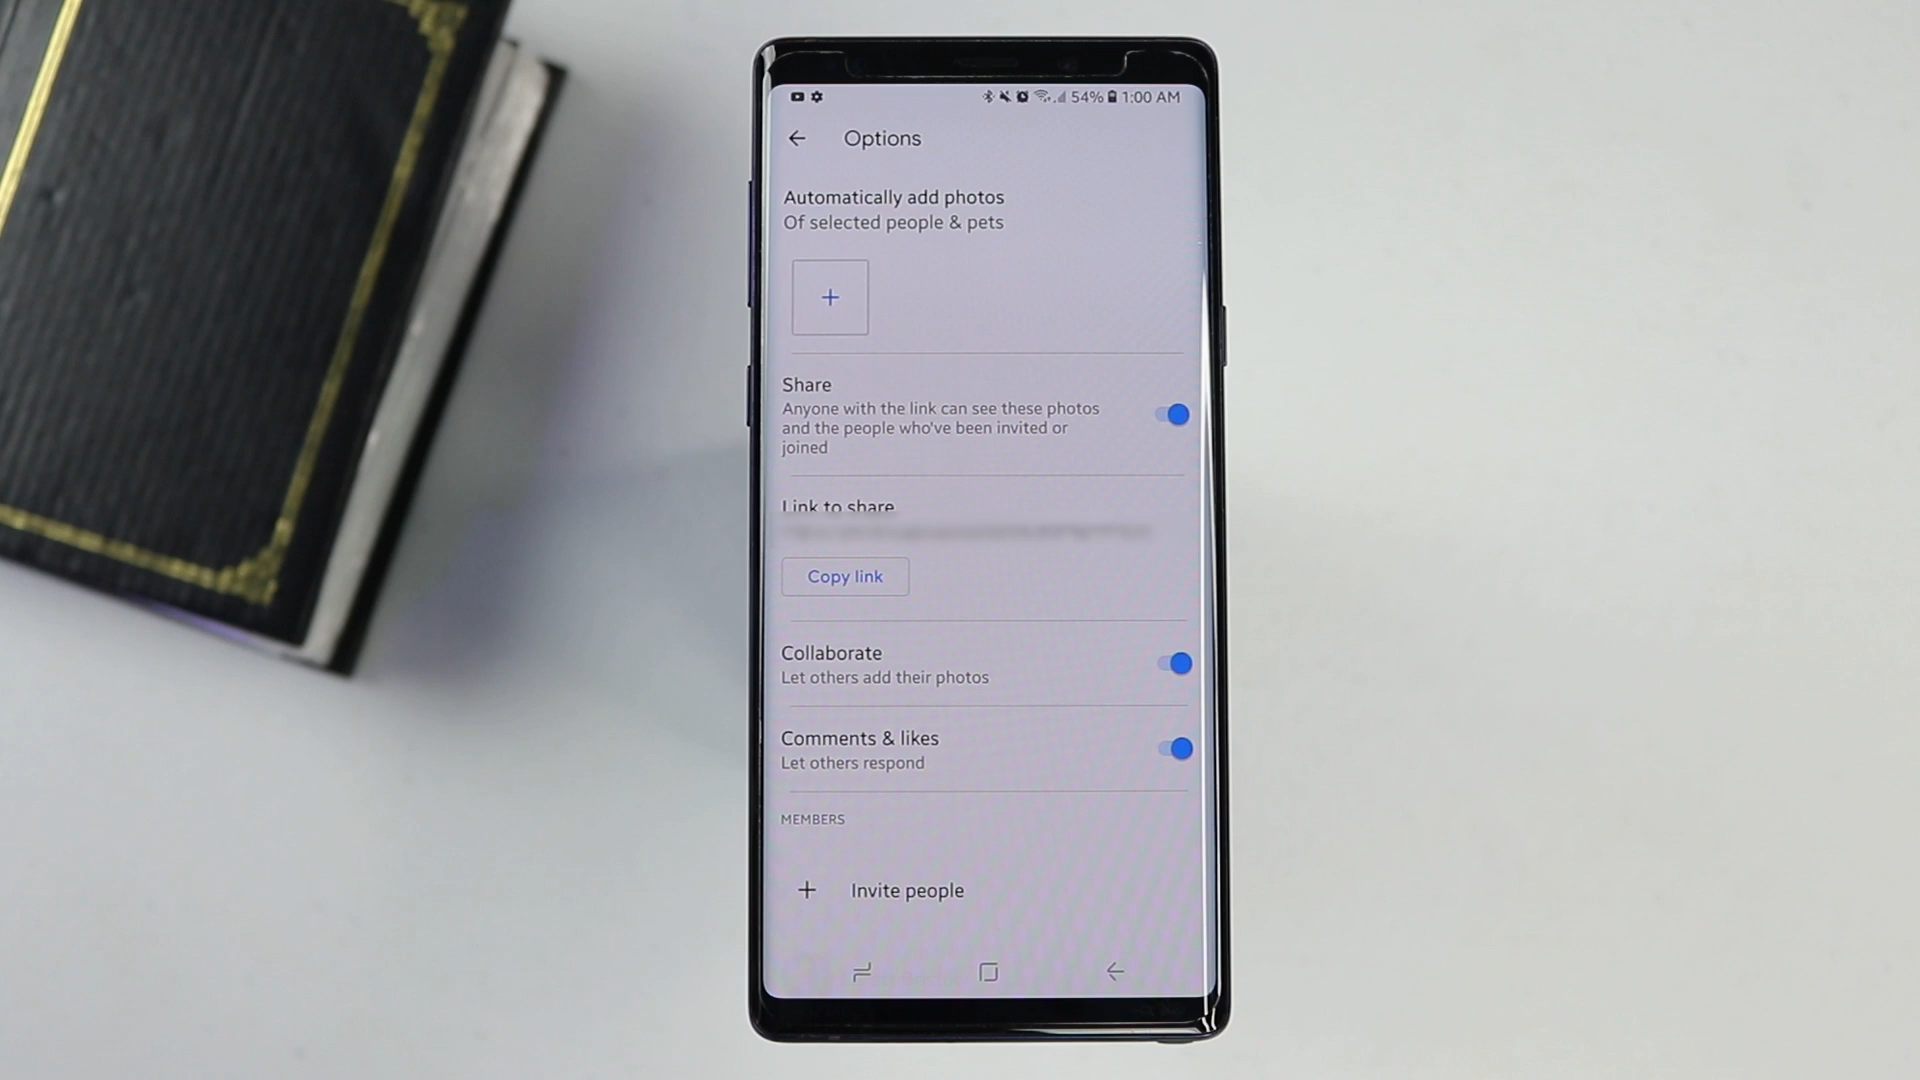 54% 1:00 AM
Options
Automatically add photos
Of selected people & pets
Share
Anyone with the link can see these photos
and the people who've been invited or
joined
Link to share
Copy link
Collaborate
Let others add their photos
Comments & likes
Let others respond
MEMBERS
Invite people